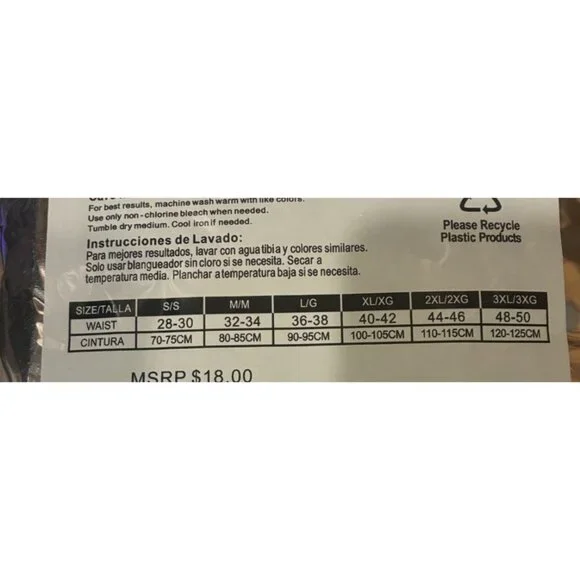 For best results, machine wash warm with like colors.
Use only non-chlorine bleach when needed.
Tumble dry medium. Cool iron if needed.
Instrucciones de Lavado:
Para mejores resultados, lavar con agua tibia y colores similares.
Solo usar blanqueador sin cloro si se necesita. Secar a
temperatura media. Planchar a temperatura baja si se necesita.
Please Recycle
Plastic Products
SIZE/TALLA S/S M/M L/G XL/XG 2XL/2XG 3XL/3XG
WAIST 28-30 32-34 36-38 40-42 44-46 48-50
CINTURA 70-75CM 80-85CM 90-95CM 100-105CM 110-115CM 120-125CM
MSRP $18.00